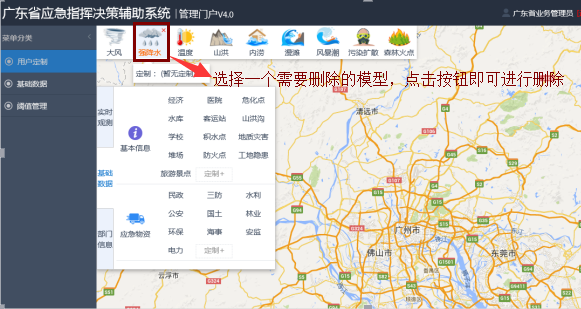 广东省应急指挥决策辅助系统 | 管理门户V4.0
广东省业务管理员
菜单分类
用户定制
基础数据
阈值管理
大风 强降水 温度 山洪 内涝 澄滩 风暴潮 污染扩散 森林火点
定制：(暂无定制
选择一个需要删除的模型，点击按钮即可进行删除
实时观测
基础数据
部门信息
基本信息
经济 医院 危化点
水库 客运站 山洪沟
学校 积水点 地质灾害
堆场 防火点 工地隐患
旅游景点 定制+
应急物资
民政 三防 水利
公安 国土 林业
环保 海事 安监
电力 定制+
清远市
广州市
佛山市
东莞市
云浮市